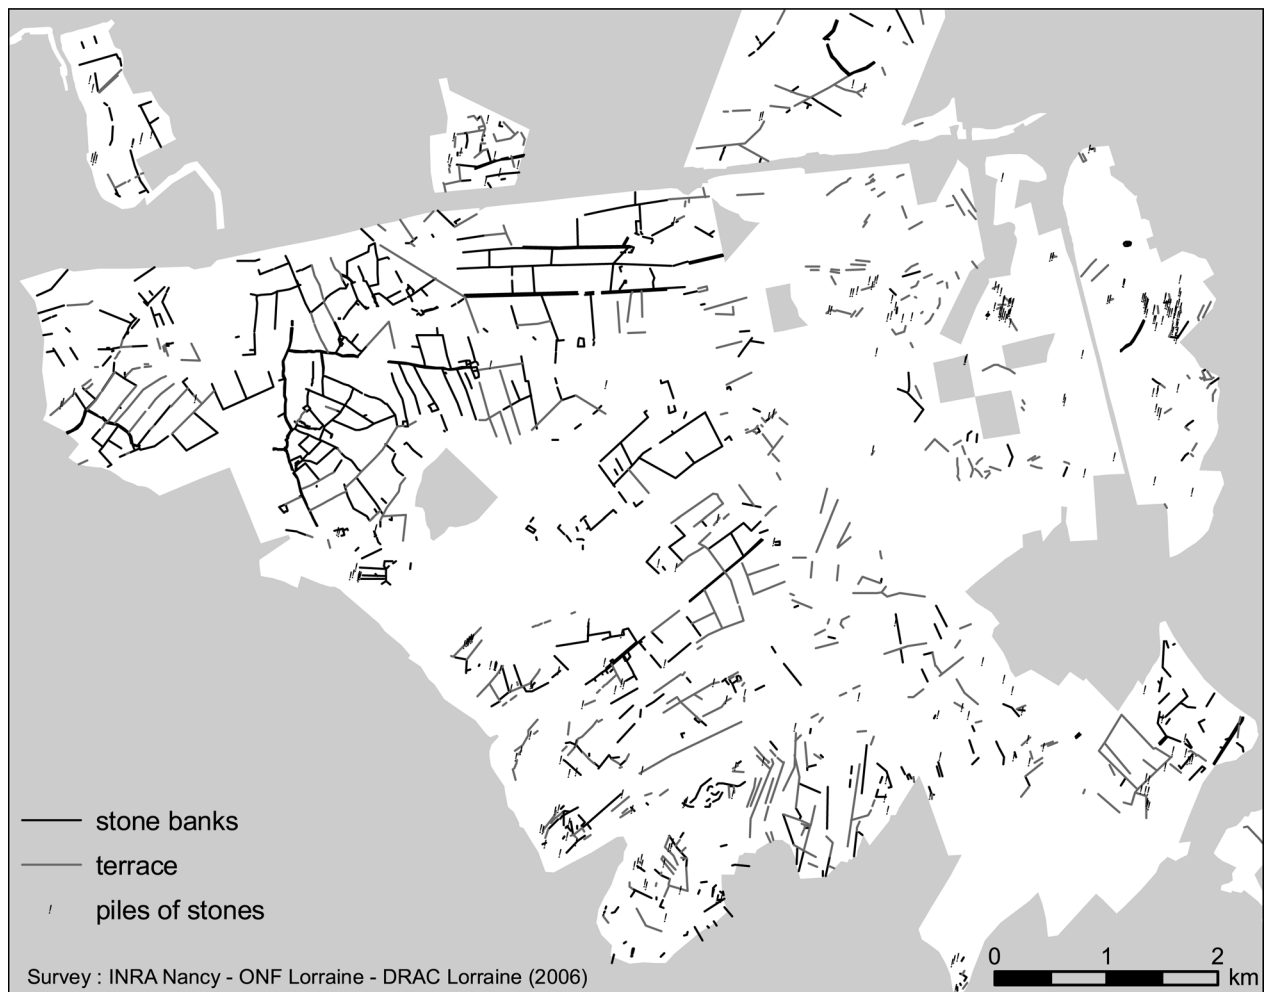 stone banks
terrace
piles of stones
Survey : INRA Nancy - ONF Lorraine - DRAC Lorraine (2006)
0 1 2
km